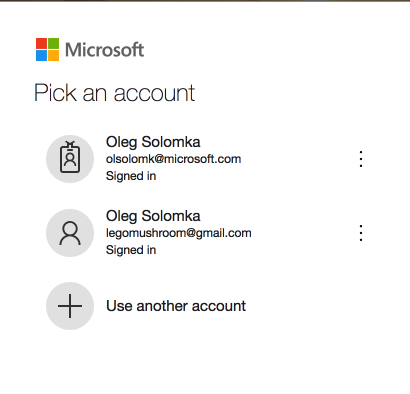 Microsoft
Pick an account
Oleg Solomka
olsolomk@microsoft.com
Signed in
Oleg Solomka
legomushroom@gmail.com
Signed in
Use another account